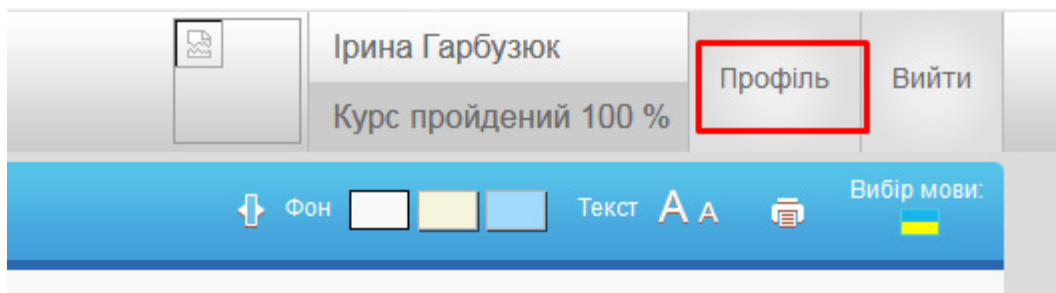 Ірина Гарбузюк
Курс пройдений 100 %
Профіль
Вийти
Фон
Текст А А
Вибір мови: